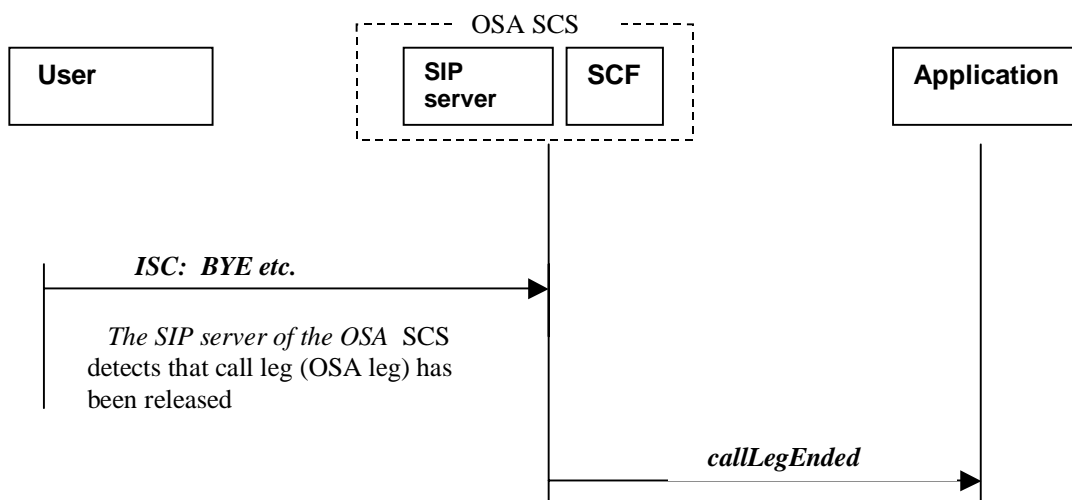 OSA SCS
User
SIP
server
SCF
Application
ISC: BYE etc.
The SIP server of the OSA SCS
detects that call leg (OSA leg) has
been released
callLegEnded